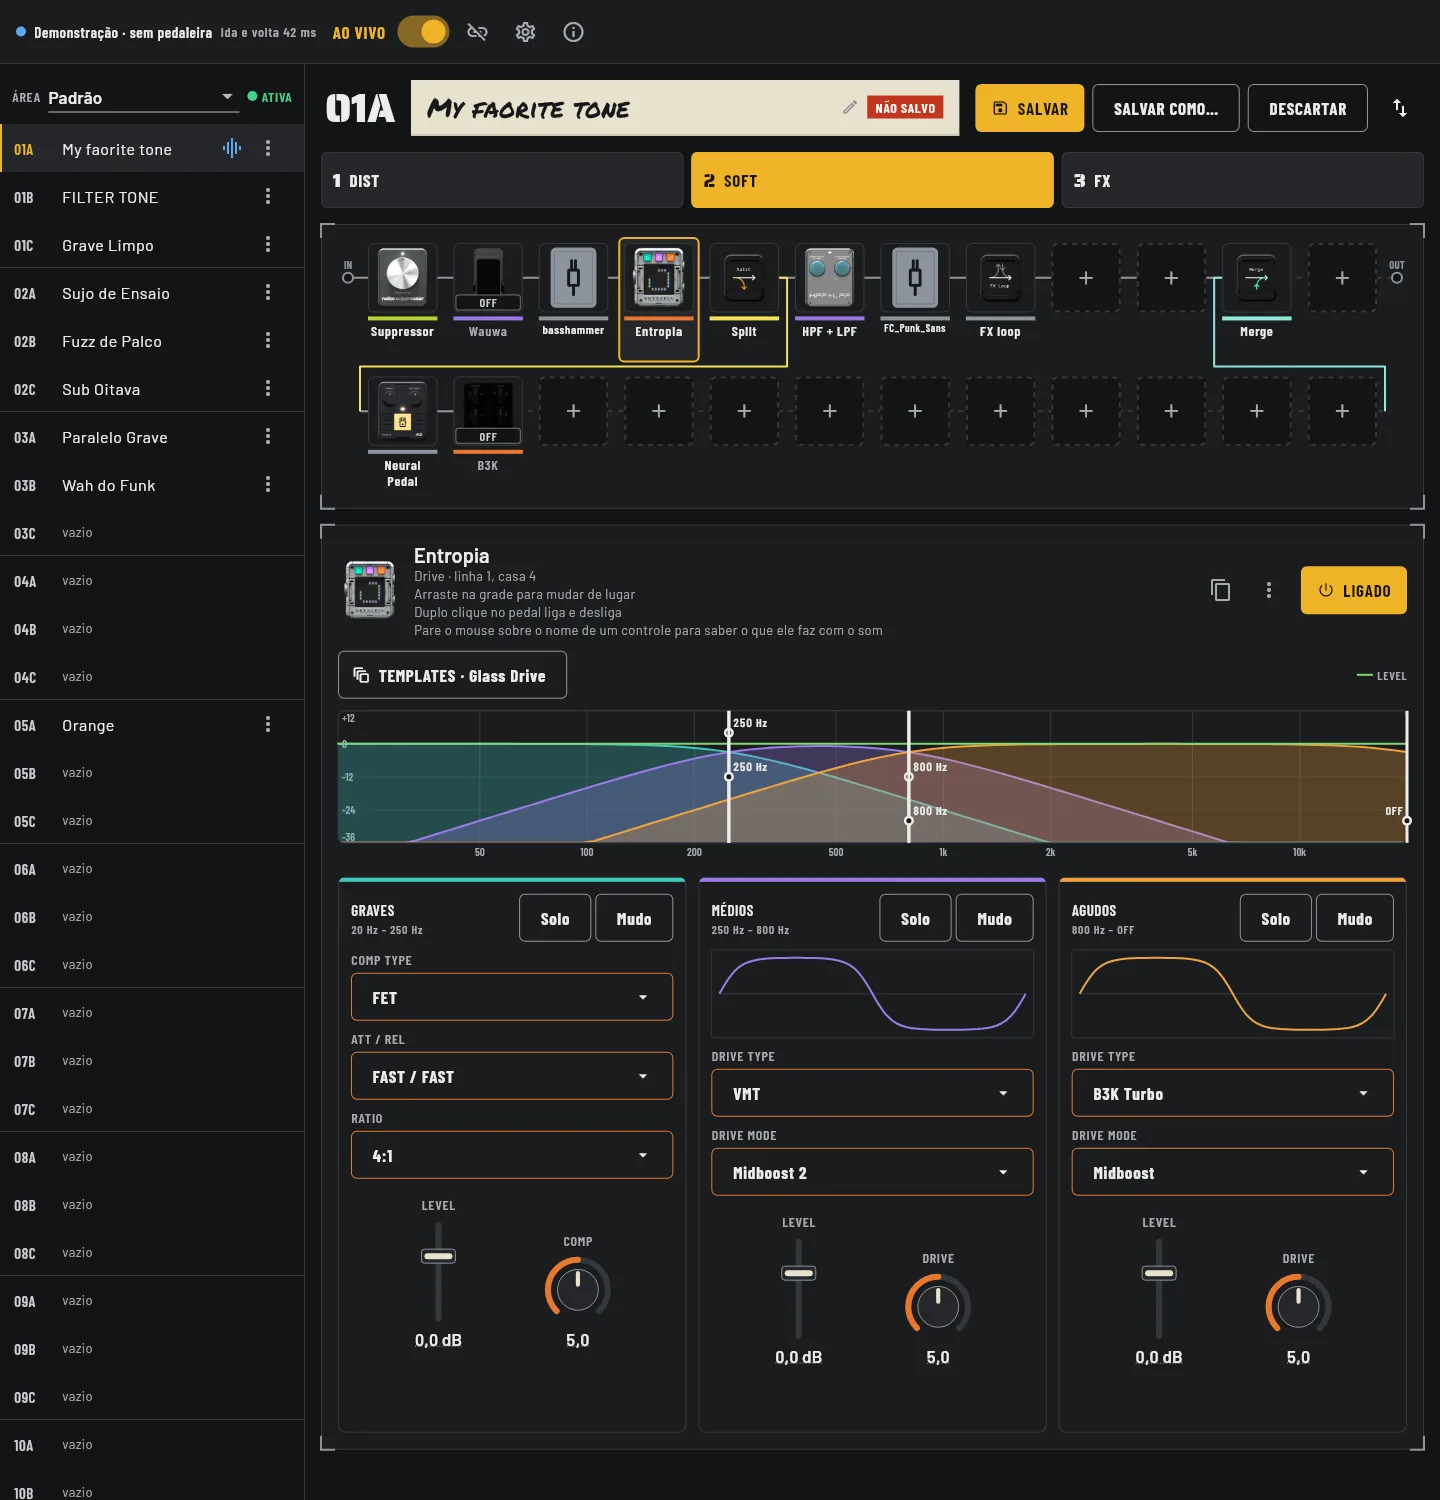 Demonstração · sem pedaleira Ida e volta 42 ms AO VIVO
ÁREA Padrão ATIVA
01A My faorite tone
01B FILTER TONE
01C Grave Limpo
02A Sujo de Ensaio
02B Fuzz de Palco
02C Sub Oitava
03A Paralelo Grave
03B Wah do Funk
03C vazio
04A vazio
04B vazio
04C vazio
05A Orange
05B vazio
05C vazio
06A vazio
06B vazio
06C vazio
07A vazio
07B vazio
07C vazio
08A vazio
08B vazio
08C vazio
09A vazio
09B vazio
09C vazio
10A vazio
10B vazio
01A My faorite tone NÃO SALVO SALVAR SALVAR COMO... DESCARTAR
1 DIST 2 SOFT 3 FX
IN OUT
noise suppressor OFF ENTROPIA Split HPF+LPF FX Loop Merge
Suppressor Wauwa basshammer Entropia Split HPF + LPF FC_Punk_Sans FX loop Merge
OFF
Neural Pedal B3K
Entropia
Drive · linha 1, casa 4
Arraste na grade para mudar de lugar
Duplo clique no pedal liga e desliga
Pare o mouse sobre o nome de um controle para saber o que ele faz com o som
LIGADO
TEMPLATES · Glass Drive LEVEL
+12 250 Hz
0
-12 250 Hz 800 Hz
-24 800 Hz OFF
-36
50 100 200 500 1k 2k 5k 10k
GRAVES Solo Mudo
20 Hz – 250 Hz
COMP TYPE
FET
ATT / REL
FAST / FAST
RATIO
4:1
LEVEL COMP
0,0 dB 5,0
MÉDIOS Solo Mudo
250 Hz – 800 Hz
DRIVE TYPE
VMT
DRIVE MODE
Midboost 2
LEVEL DRIVE
0,0 dB 5,0
AGUDOS Solo Mudo
800 Hz – OFF
DRIVE TYPE
B3K Turbo
DRIVE MODE
Midboost
LEVEL DRIVE
0,0 dB 5,0